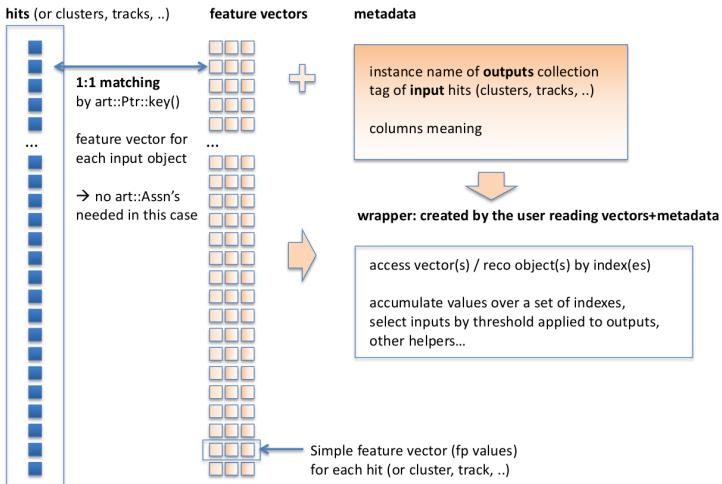 hits (or clusters, tracks, ..)
feature vectors
metadata
1:1 matching
by art::Ptr::key()
feature vector for
each input object
→ no art::Assn's
needed in this case
...
...
instance name of outputs collection
tag of input hits (clusters, tracks, ..)
columns meaning
wrapper: created by the user reading vectors+metadata
access vector(s) / reco object(s) by index(es)
accumulate values over a set of indexes,
select inputs by threshold applied to outputs,
other helpers...
Simple feature vector (fp values)
for each hit (or cluster, track, ..)